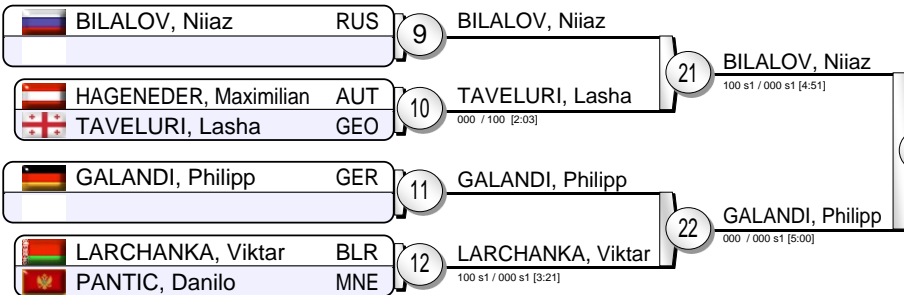 BILALOV, Niiaz RUS
9
BILALOV, Niiaz
HAGENEDER, Maximilian AUT
TAVELURI, Lasha GEO
10
TAVELURI, Lasha
000 / 100 [2:03]
21
BILALOV, Niiaz
100 s1 / 000 s1 [4:51]
GALANDI, Philipp GER
11
GALANDI, Philipp
LARCHANKA, Viktar BLR
PANTIC, Danilo MNE
12
LARCHANKA, Viktar
100 s1 / 000 s1 [3:21]
22
GALANDI, Philipp
000 / 000 s1 [5:00]